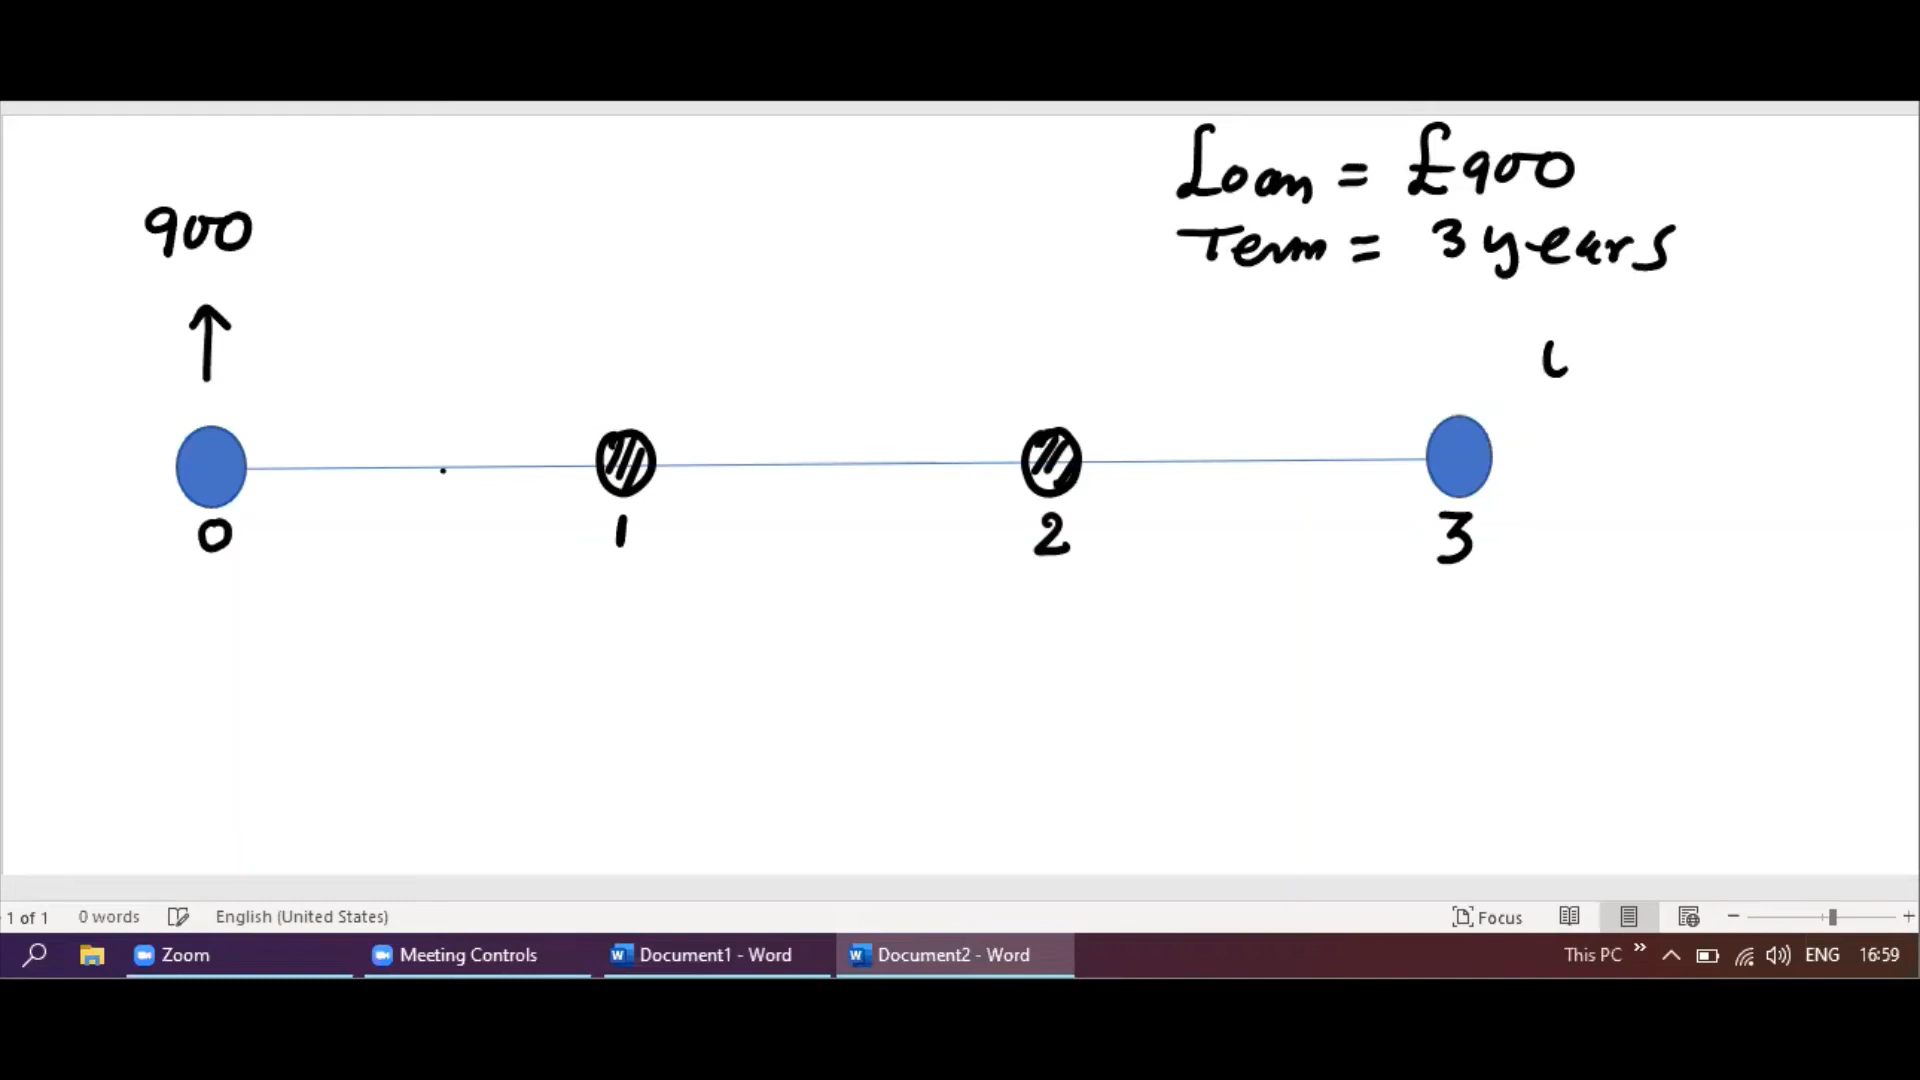 Loan = £900
Term = 3 years
900
0 1 2 3
1 of 1 0 words English (United States) Focus
Zoom Meeting Controls Document1 - Word Document2 - Word This PC » ENG 16:59